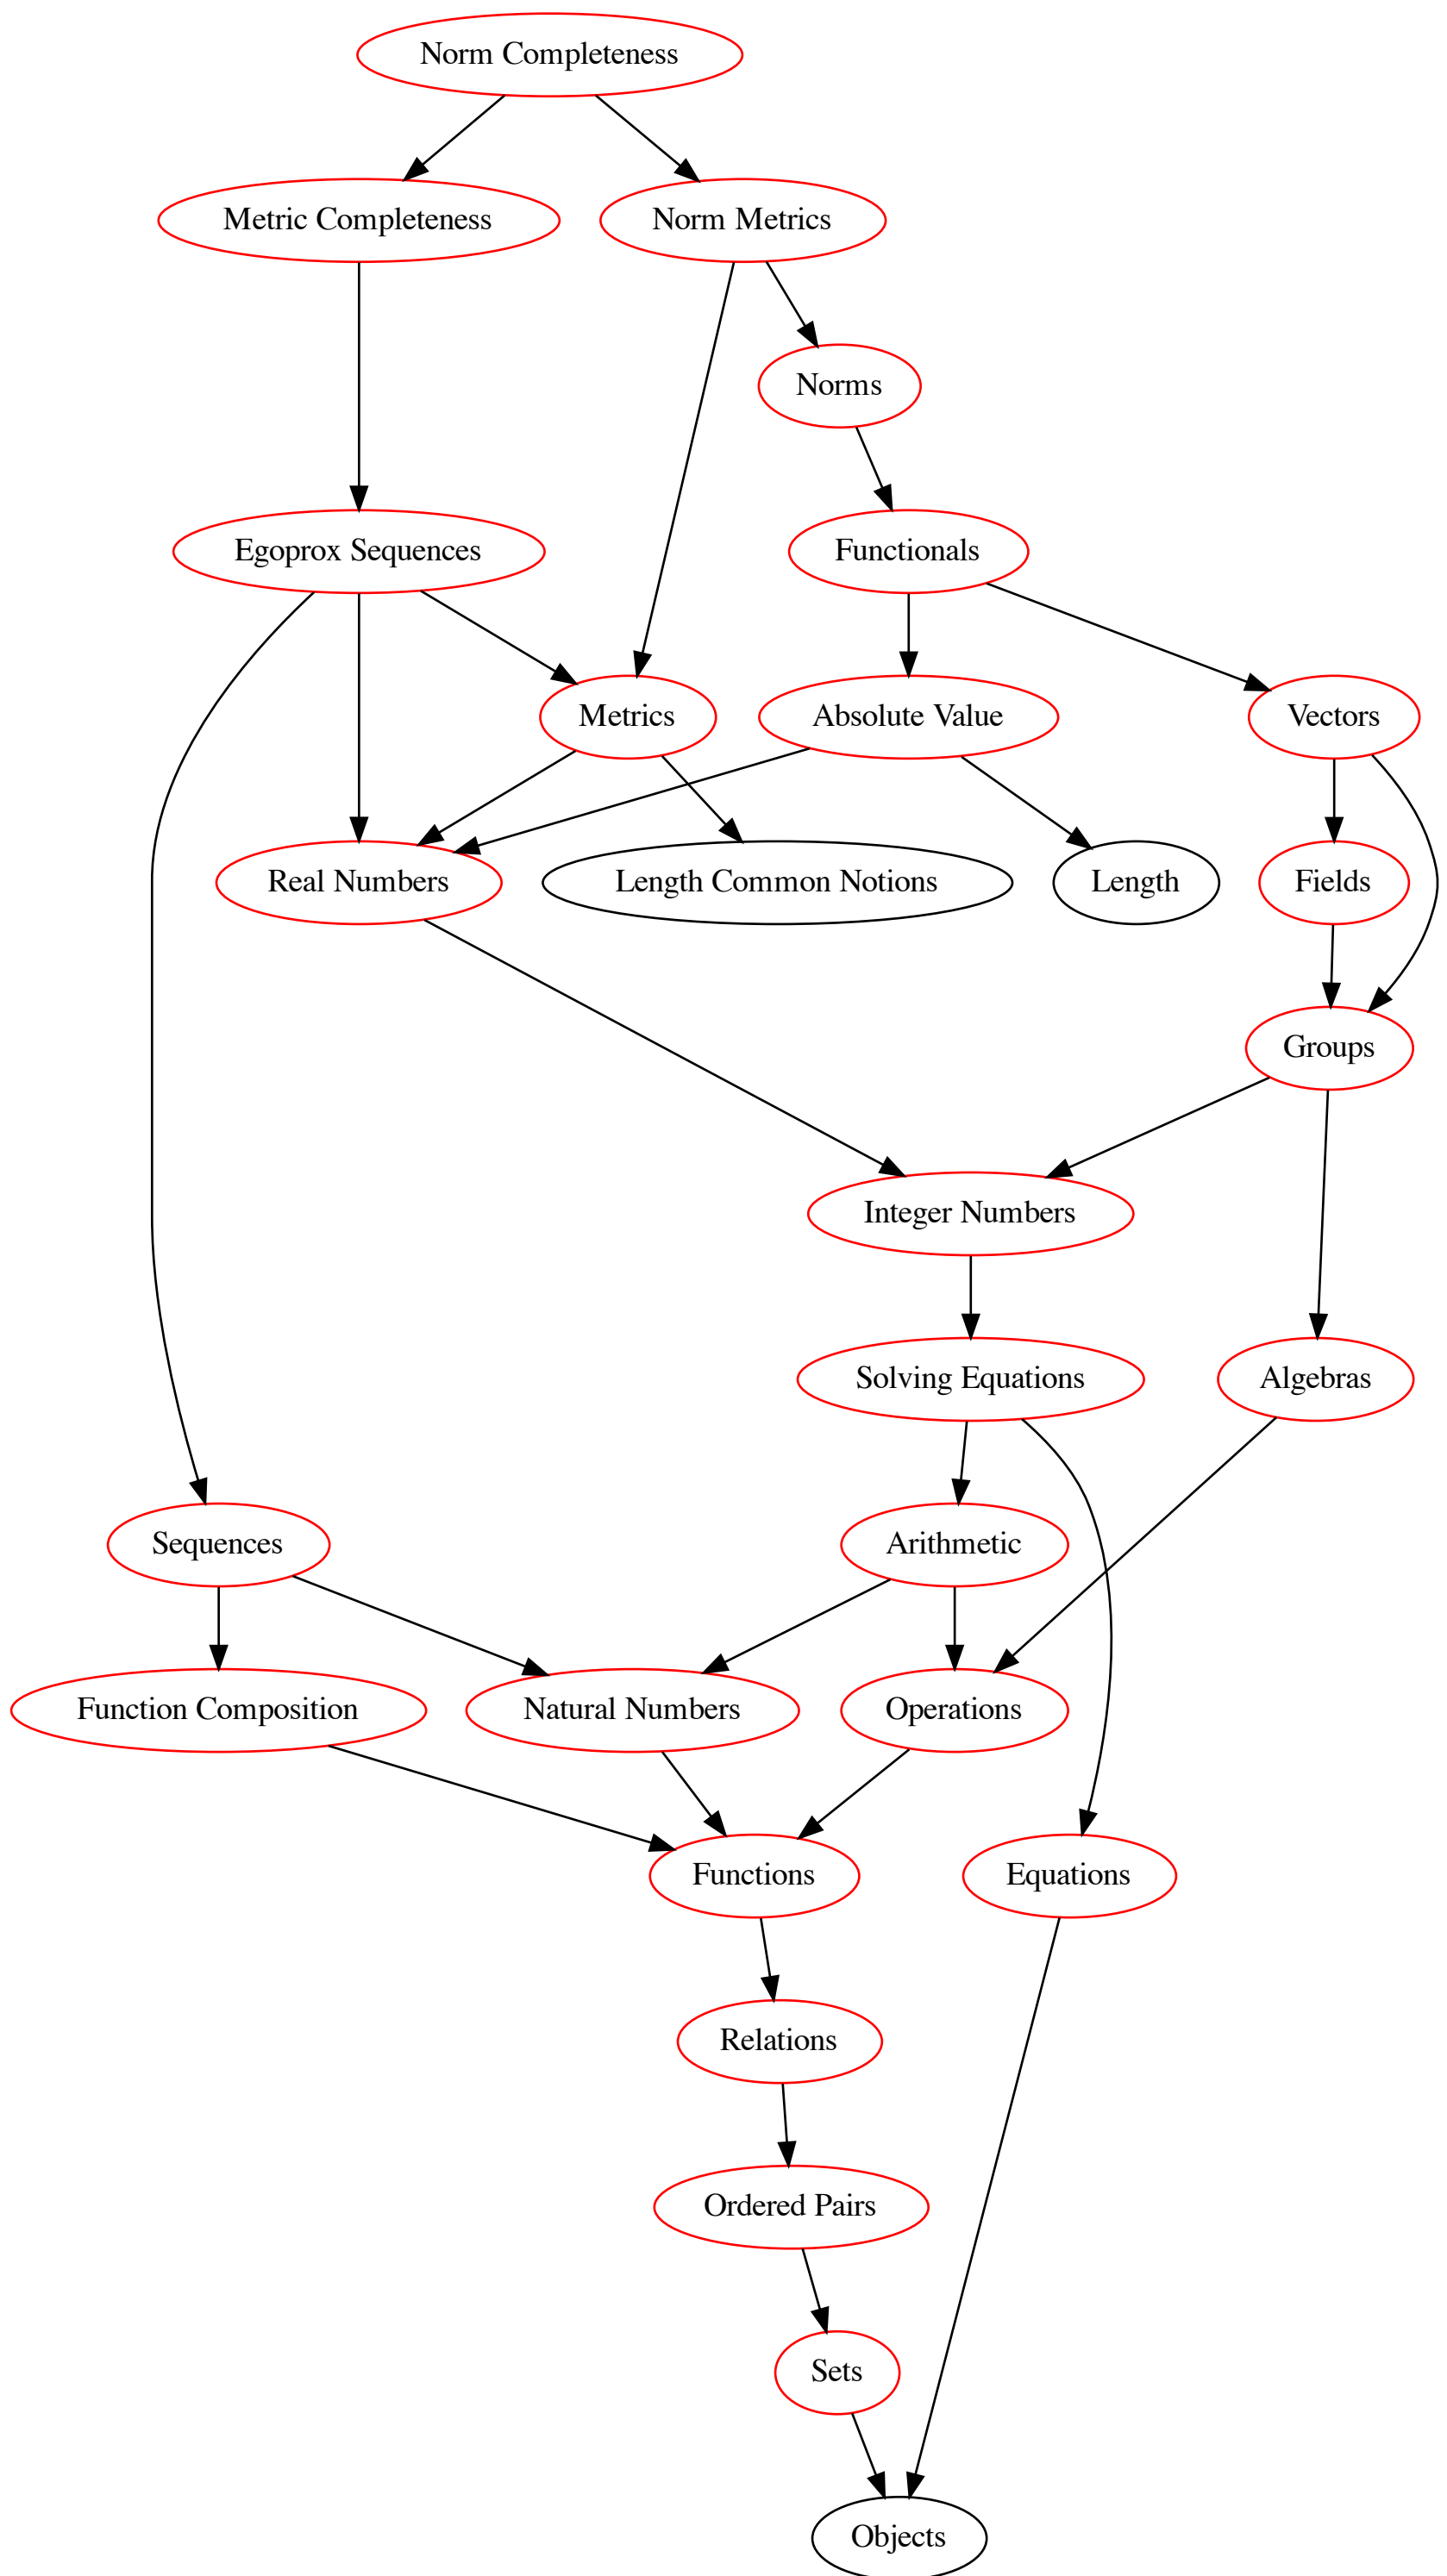 Norm Completeness
Metric Completeness
Norm Metrics
Norms
Egoprox Sequences
Functionals
Metrics
Absolute Value
Vectors
Real Numbers
Length Common Notions
Length
Fields
Groups
Integer Numbers
Solving Equations
Algebras
Sequences
Arithmetic
Function Composition
Natural Numbers
Operations
Functions
Equations
Relations
Ordered Pairs
Sets
Objects